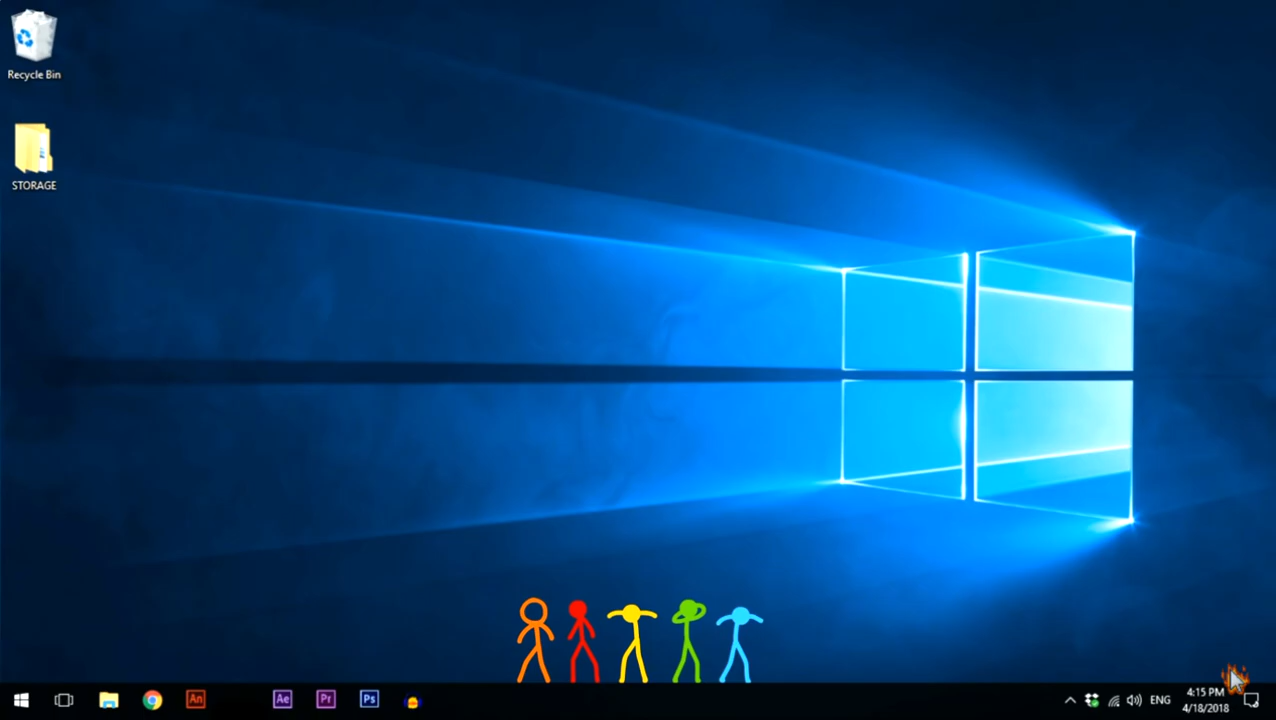 Recycle Bin
STORAGE
An
Ae
Pr
Ps
ENG
4:15 PM
4/18/2018